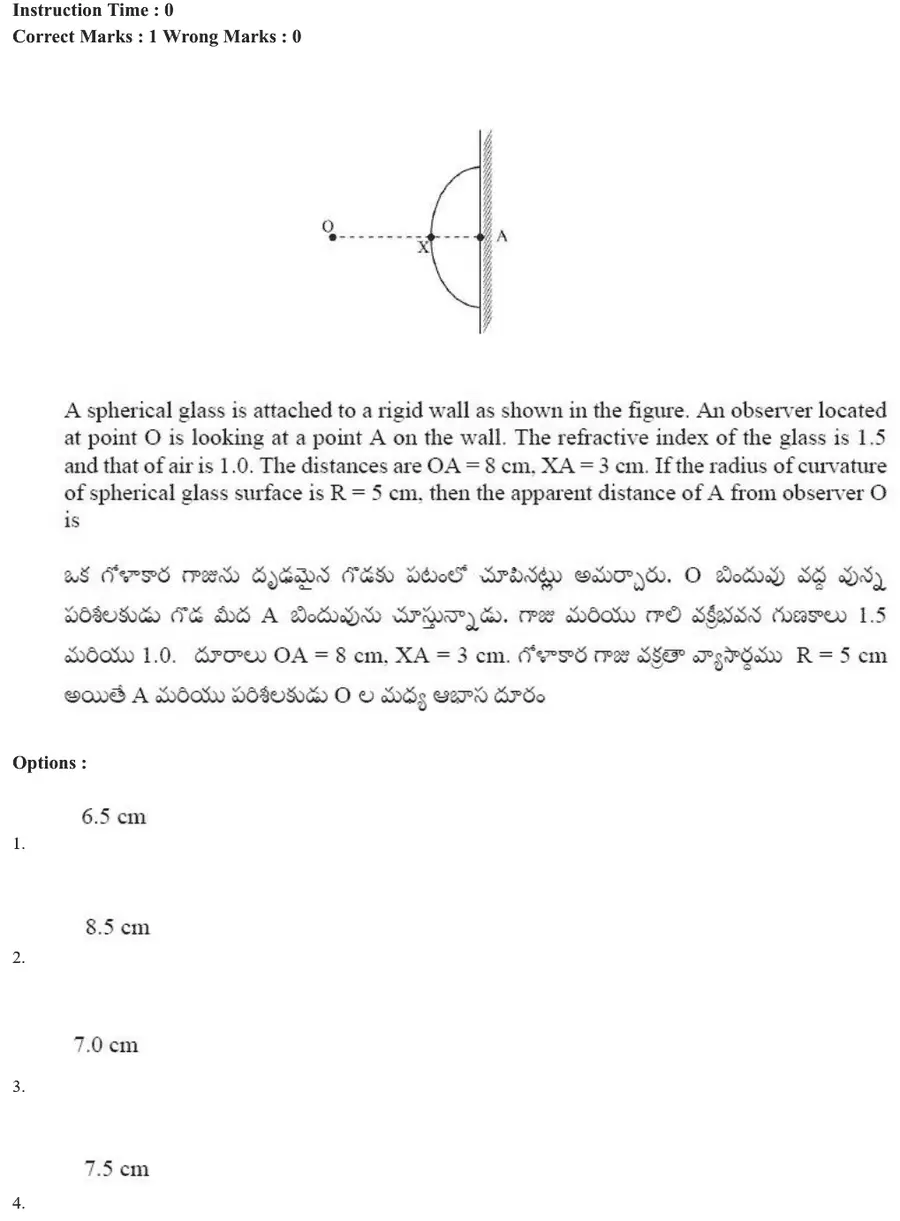 Instruction Time : 0
Correct Marks : 1 Wrong Marks : 0
O
X
A
A spherical glass is attached to a rigid wall as shown in the figure. An observer located
at point O is looking at a point A on the wall. The refractive index of the glass is 1.5
and that of air is 1.0. The distances are OA = 8 cm, XA = 3 cm. If the radius of curvature
of spherical glass surface is R = 5 cm, then the apparent distance of A from observer O
is
ఒక గోళాకార గాజును దృఢమైన గొడకు పటంలో చూపినట్లు అమర్చారు. O బిందువు వద్ద వున్న
పరిశీలకుడు గొడ మీద A బిందువును చూస్తున్నాడు. గాజు మరియు గాలి వక్రీభవన గుణకాలు 1.5
మరియు 1.0. దూరాలు OA = 8 cm, XA = 3 cm. గోళాకార గాజు వక్రతా వ్యాసార్ధము R = 5 cm
అయితే A మరియు పరిశీలకుడు O ల మధ్య ఆభాస దూరం
Options :
6.5 cm
1.
8.5 cm
2.
7.0 cm
3.
7.5 cm
4.